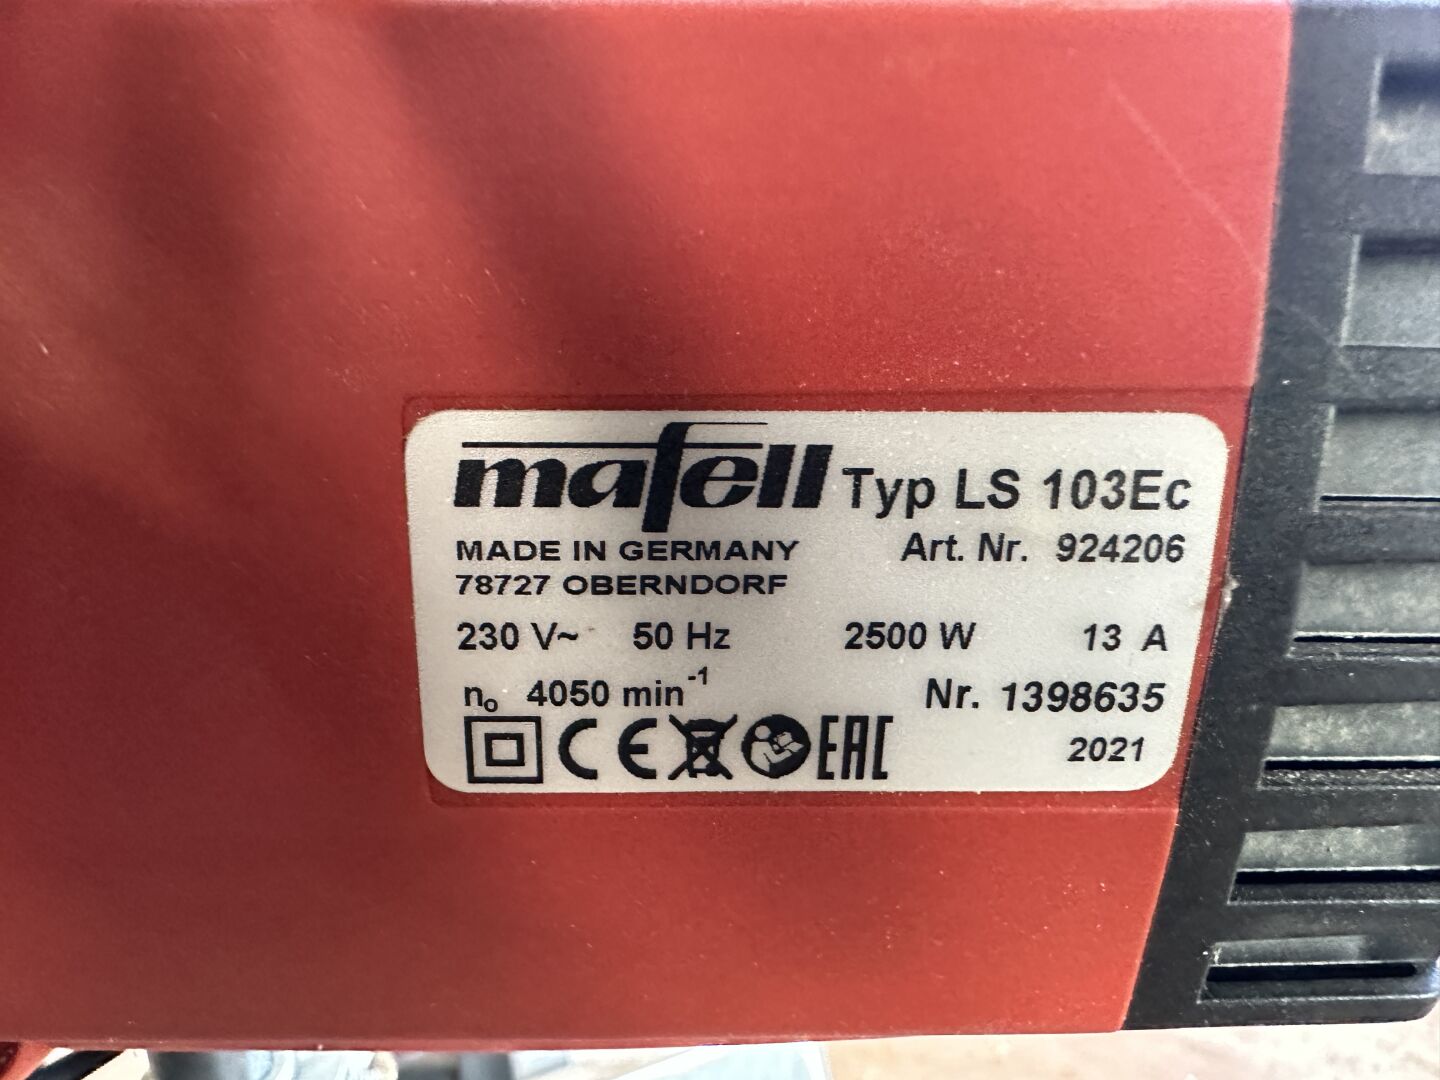 mafell Typ LS 103Ec
MADE IN GERMANY Art. Nr. 924206
78727 OBERNDORF
230 V~ 50 Hz 2500 W 13 A
n₀ 4050 min⁻¹ Nr. 1398635
CE EAC 2021